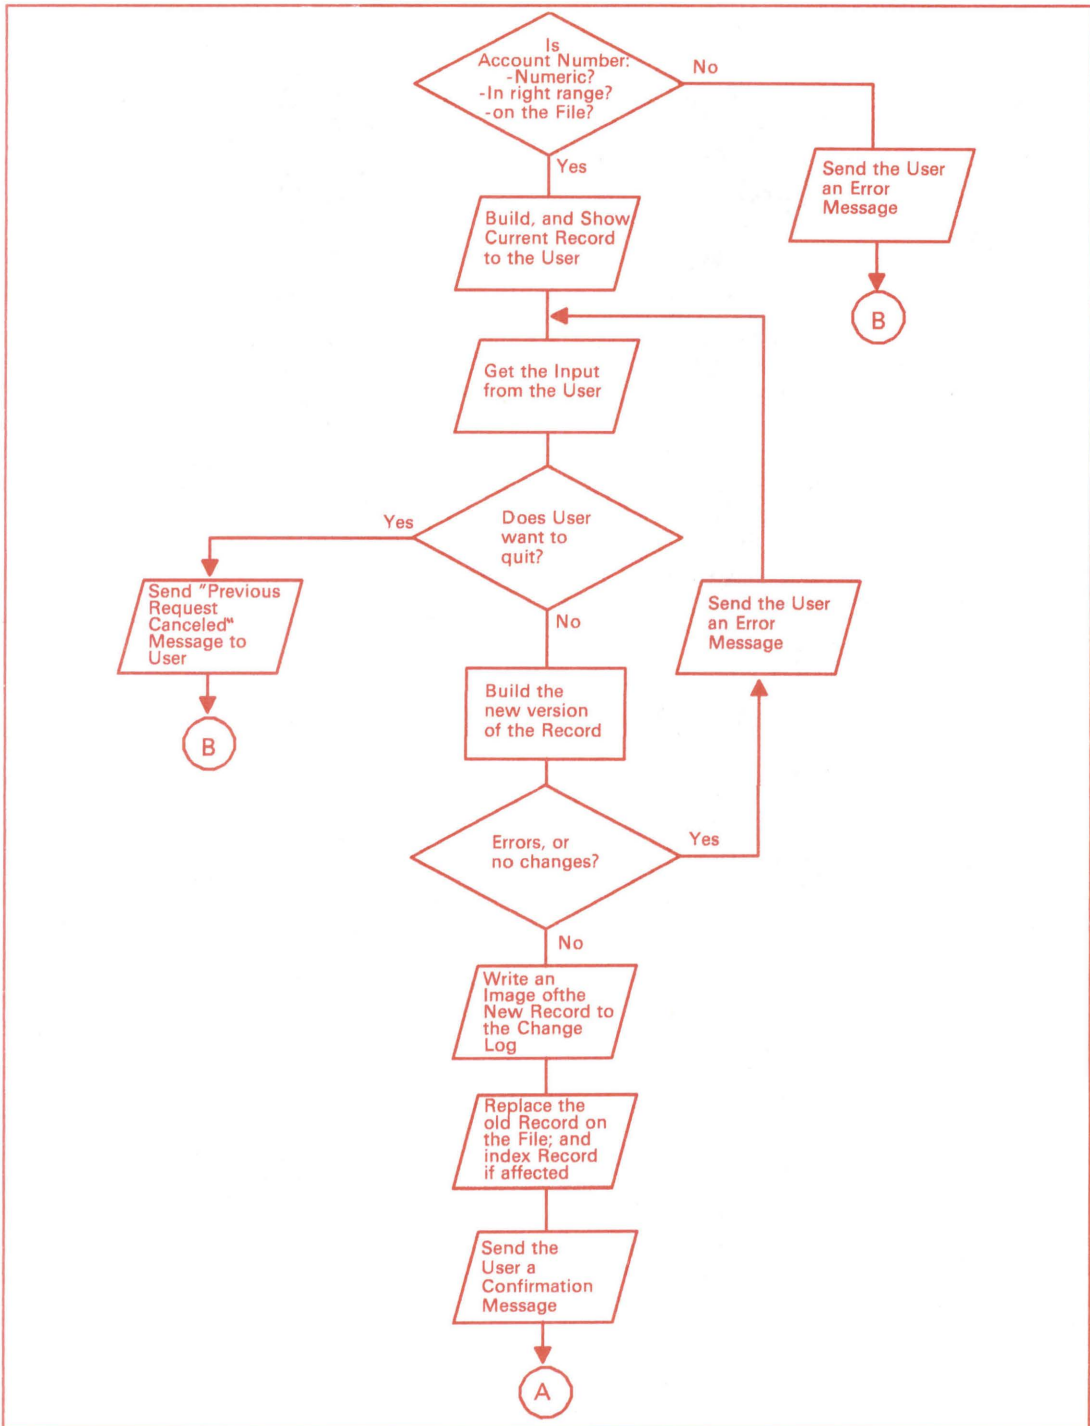 Is
Account Number:
-Numeric?
-In right range?
-on the File?
No
Yes
Send the User
an Error
Message
B
Build, and Show
Current Record
to the User
Get the Input
from the User
Does User
want to
quit?
Yes
Send "Previous
Request
Canceled"
Message to
User
B
No
Send the User
an Error
Message
Build the
new version
of the Record
Errors, or
no changes?
Yes
No
Write an
Image ofthe
New Record to
the Change
Log
Replace the
old Record on
the File; and
index Record
if affected
Send the
User a
Confirmation
Message
A